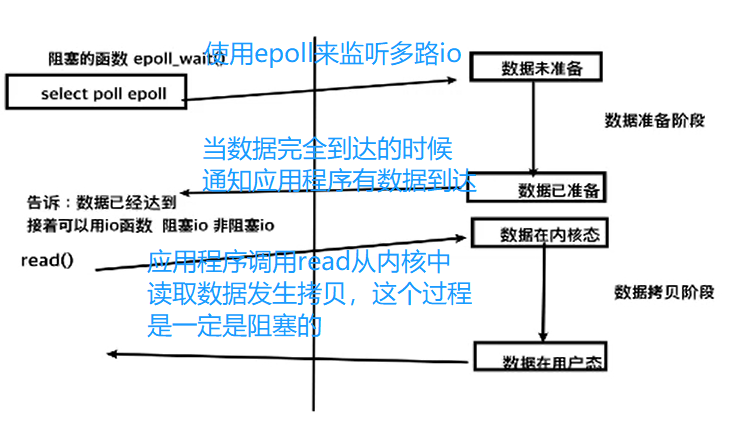 使用epoll来监听多路io
阻塞的函数 epoll_wait()
数据未准备
select poll epoll
数据准备阶段
当数据完全到达的时候
通知应用程序有数据到达
数据已准备
告诉：数据已经达到
接着可以用io函数 阻塞io 非阻塞io
数据在内核态
read()
应用程序调用read从内核中
读取数据发生拷贝，这个过程
是一定是阻塞的
数据拷贝阶段
数据在用户态